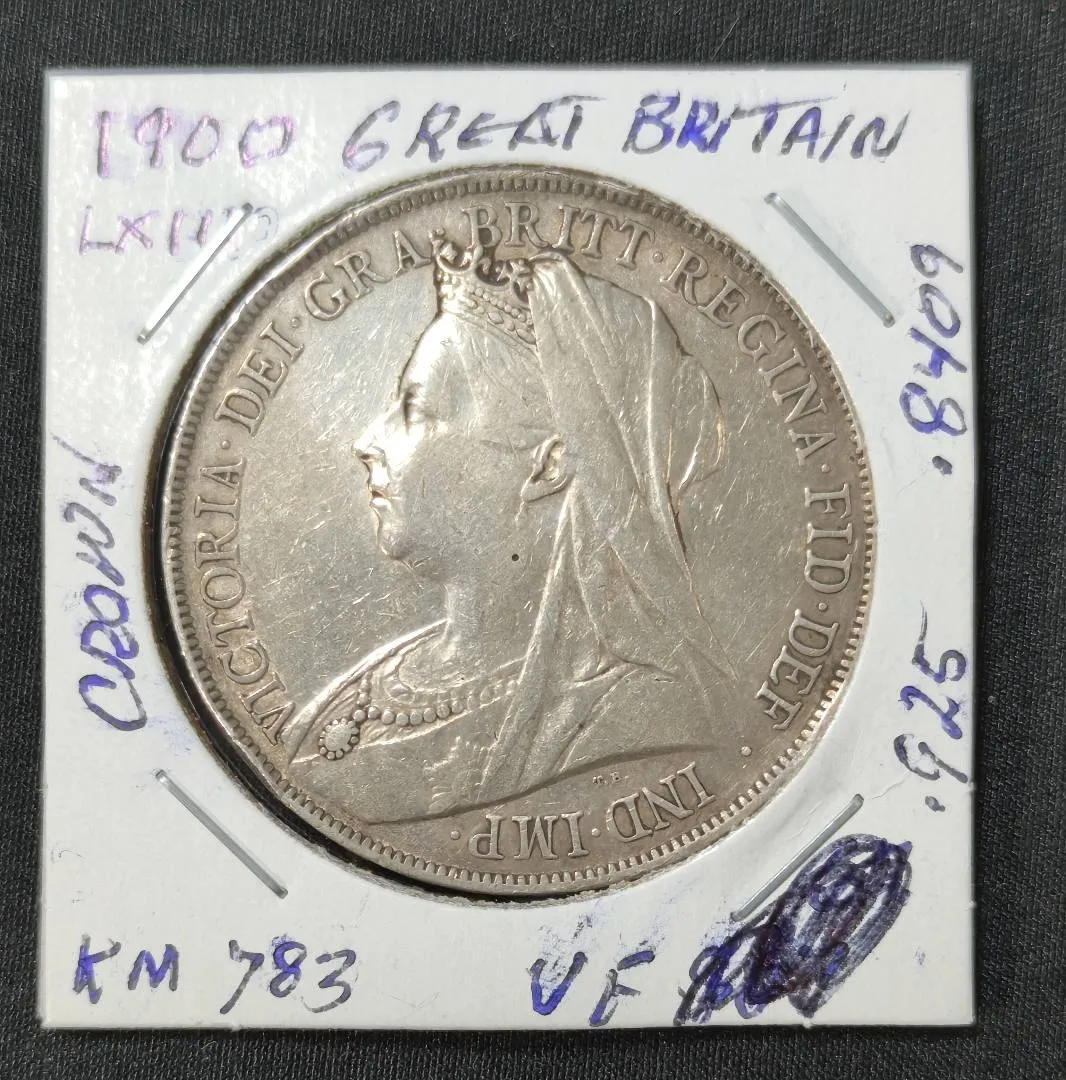 1900 GREAT BRITAIN
LXIII
VICTORIA · DEI · GRA BRITT · REGINA · FID · DEF · IND · IMP ·
T.B.
CROWN
.8409
.925
KM 783
VF